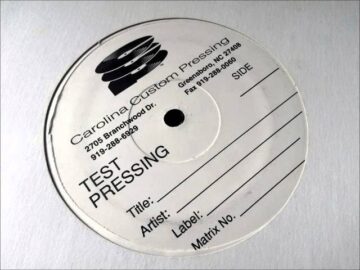 Carolina Custom Pressing
2705 Branchwood Dr.
Greensboro, NC 27408
919-288-6929
Fax 919-288-0060
SIDE
TEST
PRESSING
Title:
Artist:
Label:
Matrix No.